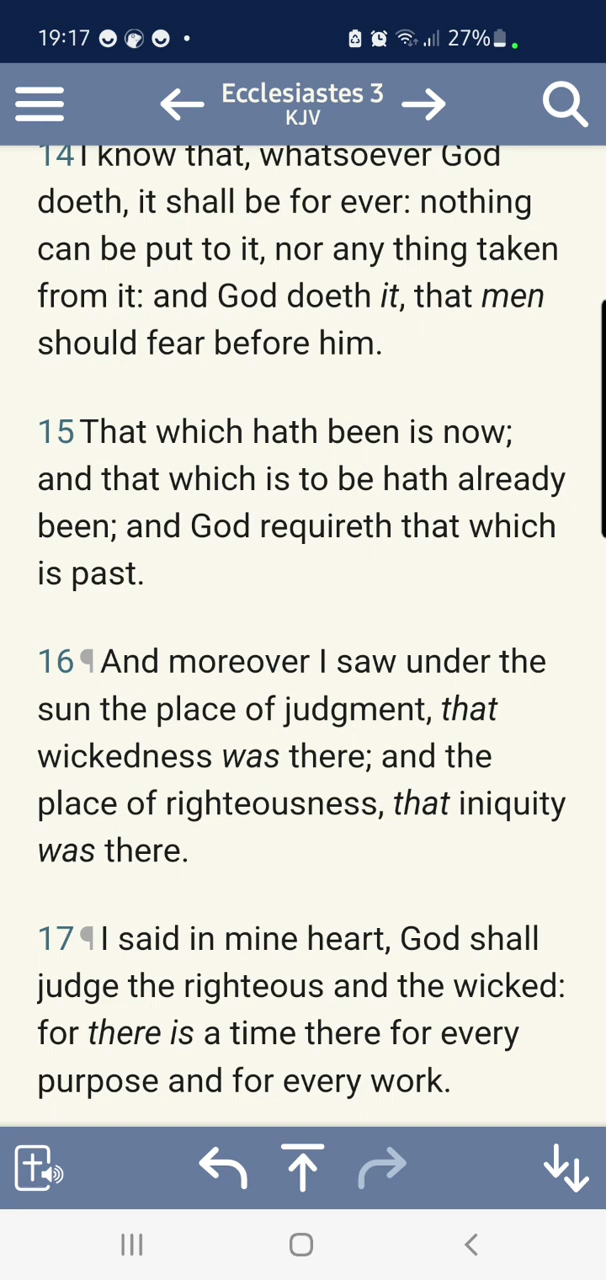 19:17
27%
Ecclesiastes 3
KJV
14 I know that, whatsoever God
doeth, it shall be for ever: nothing
can be put to it, nor any thing taken
from it: and God doeth it, that men
should fear before him.
15 That which hath been is now;
and that which is to be hath already
been; and God requireth that which
is past.
16 ¶ And moreover I saw under the
sun the place of judgment, that
wickedness was there; and the
place of righteousness, that iniquity
was there.
17 ¶ I said in mine heart, God shall
judge the righteous and the wicked:
for there is a time there for every
purpose and for every work.